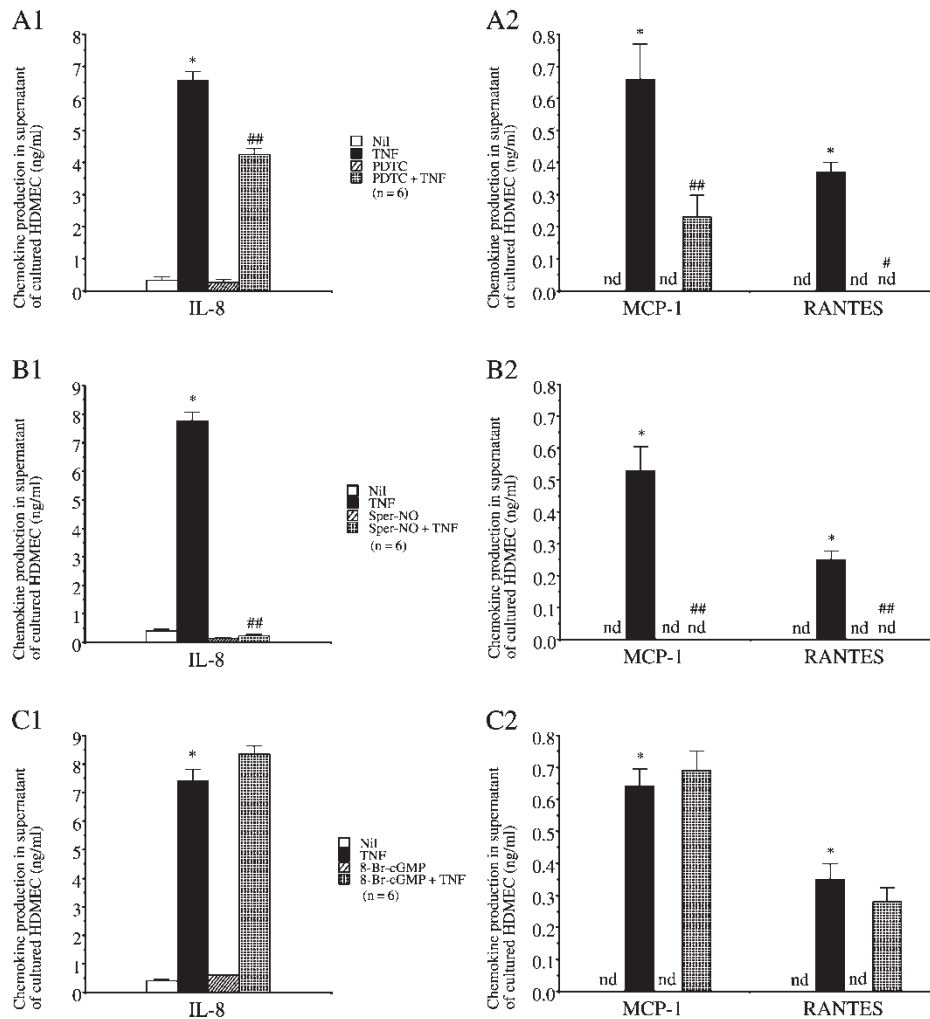 A1
Chemokine production in supernatant
of cultured HDMEC (ng/ml)
8
7
6
5
4
3
2
1
0
*
##
IL-8
Nil
TNF
PDTC
PDTC + TNF
(n = 6)
A2
Chemokine production in supernatant
of cultured HDMEC (ng/ml)
0.8
0.7
0.6
0.5
0.4
0.3
0.2
0.1
0.0
*
##
*
#
nd nd nd nd nd
MCP-1 RANTES
B1
Chemokine production in supernatant
of cultured HDMEC (ng/ml)
9
8
7
6
5
4
3
2
1
0
*
##
IL-8
Nil
TNF
Sper-NO
Sper-NO + TNF
(n = 6)
B2
Chemokine production in supernatant
of cultured HDMEC (ng/ml)
0.8
0.7
0.6
0.5
0.4
0.3
0.2
0.1
0.0
*
##
*
##
nd nd nd nd nd nd
MCP-1 RANTES
C1
Chemokine production in supernatant
of cultured HDMEC (ng/ml)
9
8
7
6
5
4
3
2
1
0
*
IL-8
Nil
TNF
8-Br-cGMP
8-Br-cGMP + TNF
(n = 6)
C2
Chemokine production in supernatant
of cultured HDMEC (ng/ml)
0.8
0.7
0.6
0.5
0.4
0.3
0.2
0.1
0.0
*
*
nd nd nd nd
MCP-1 RANTES